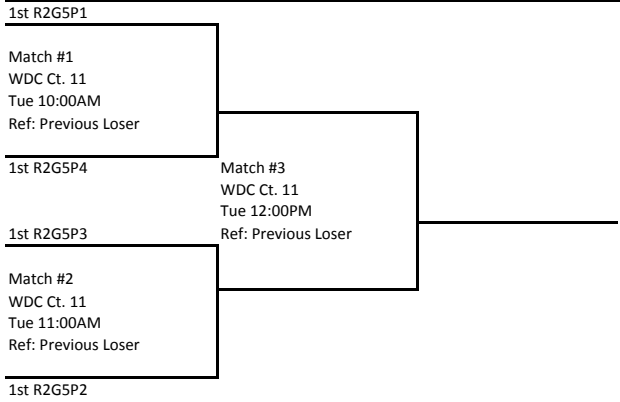 1st R2G5P1
Match #1
WDC Ct. 11
Tue 10:00AM
Ref: Previous Loser
1st R2G5P4
Match #3
WDC Ct. 11
Tue 12:00PM
Ref: Previous Loser
1st R2G5P3
Match #2
WDC Ct. 11
Tue 11:00AM
Ref: Previous Loser
1st R2G5P2